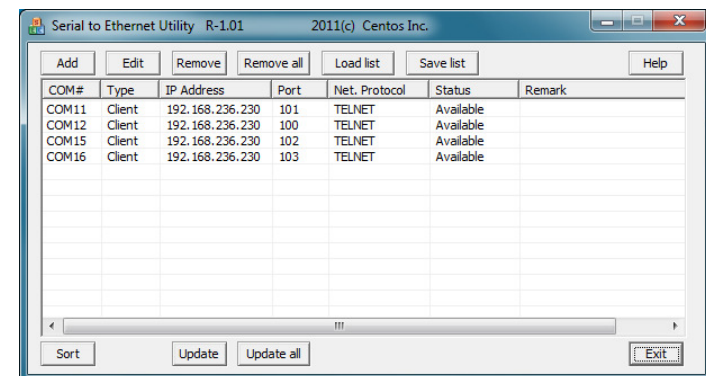 Serial to Ethernet Utility R-1.01 2011(c) Centos Inc.
Add Edit Remove Remove all Load list Save list Help
COM# Type IP Address Port Net. Protocol Status Remark
COM11 Client 192.168.236.230 101 TELNET Available
COM12 Client 192.168.236.230 100 TELNET Available
COM15 Client 192.168.236.230 102 TELNET Available
COM16 Client 192.168.236.230 103 TELNET Available
Sort Update Update all Exit